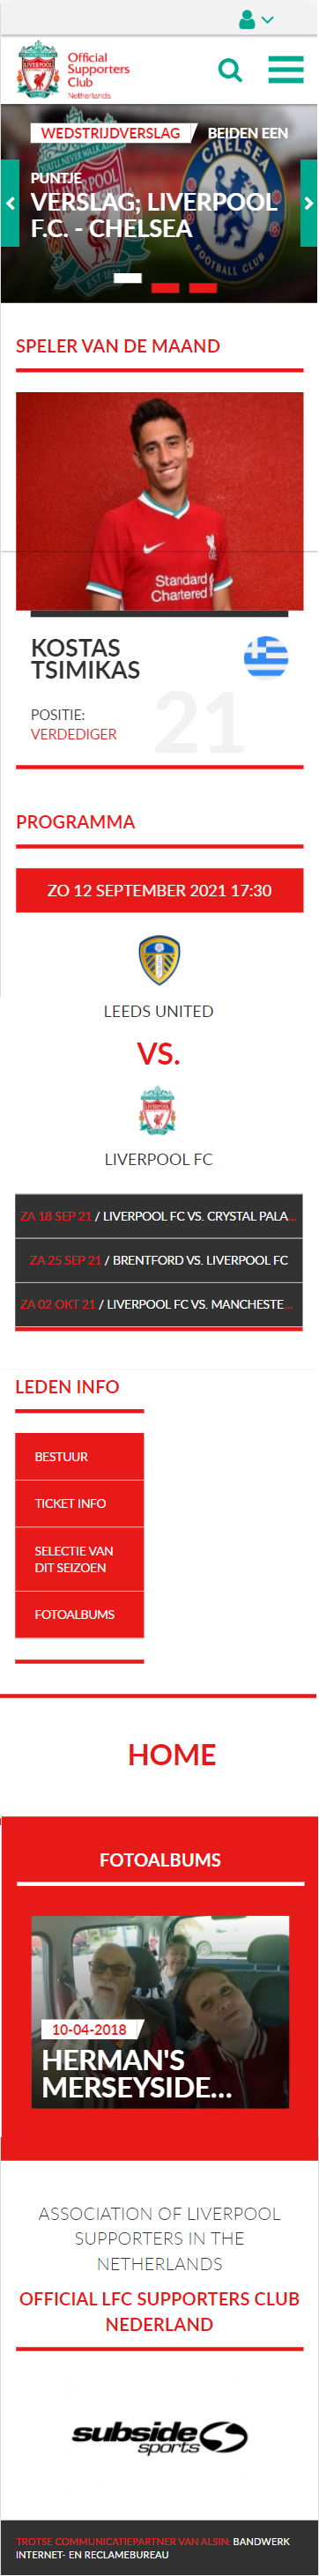 Official
Supporters
Club
Netherlands
WEDSTRIJDVERSLAG BEIDEN EEN
PUNTJE
VERSLAG; LIVERPOOL
F.C. - CHELSEA
SPELER VAN DE MAAND
Standard
Chartered
KOSTAS
TSIMIKAS
POSITIE:
VERDEDIGER
21
PROGRAMMA
ZO 12 SEPTEMBER 2021 17:30
LEEDS UNITED
VS.
LIVERPOOL FC
ZA 18 SEP 21 / LIVERPOOL FC VS. CRYSTAL PALA...
ZA 25 SEP 21 / BRENTFORD VS. LIVERPOOL FC
ZA 02 OKT 21 / LIVERPOOL FC VS. MANCHESTE...
LEDEN INFO
BESTUUR
TICKET INFO
SELECTIE VAN
DIT SEIZOEN
FOTOALBUMS
HOME
FOTOALBUMS
10-04-2018
HERMAN'S
MERSEYSIDE...
ASSOCIATION OF LIVERPOOL
SUPPORTERS IN THE
NETHERLANDS
OFFICIAL LFC SUPPORTERS CLUB
NEDERLAND
subside
sports
TROTSE COMMUNICATIEPARTNER VAN ALSIN: BANDWERK
INTERNET- EN RECLAMEBUREAU